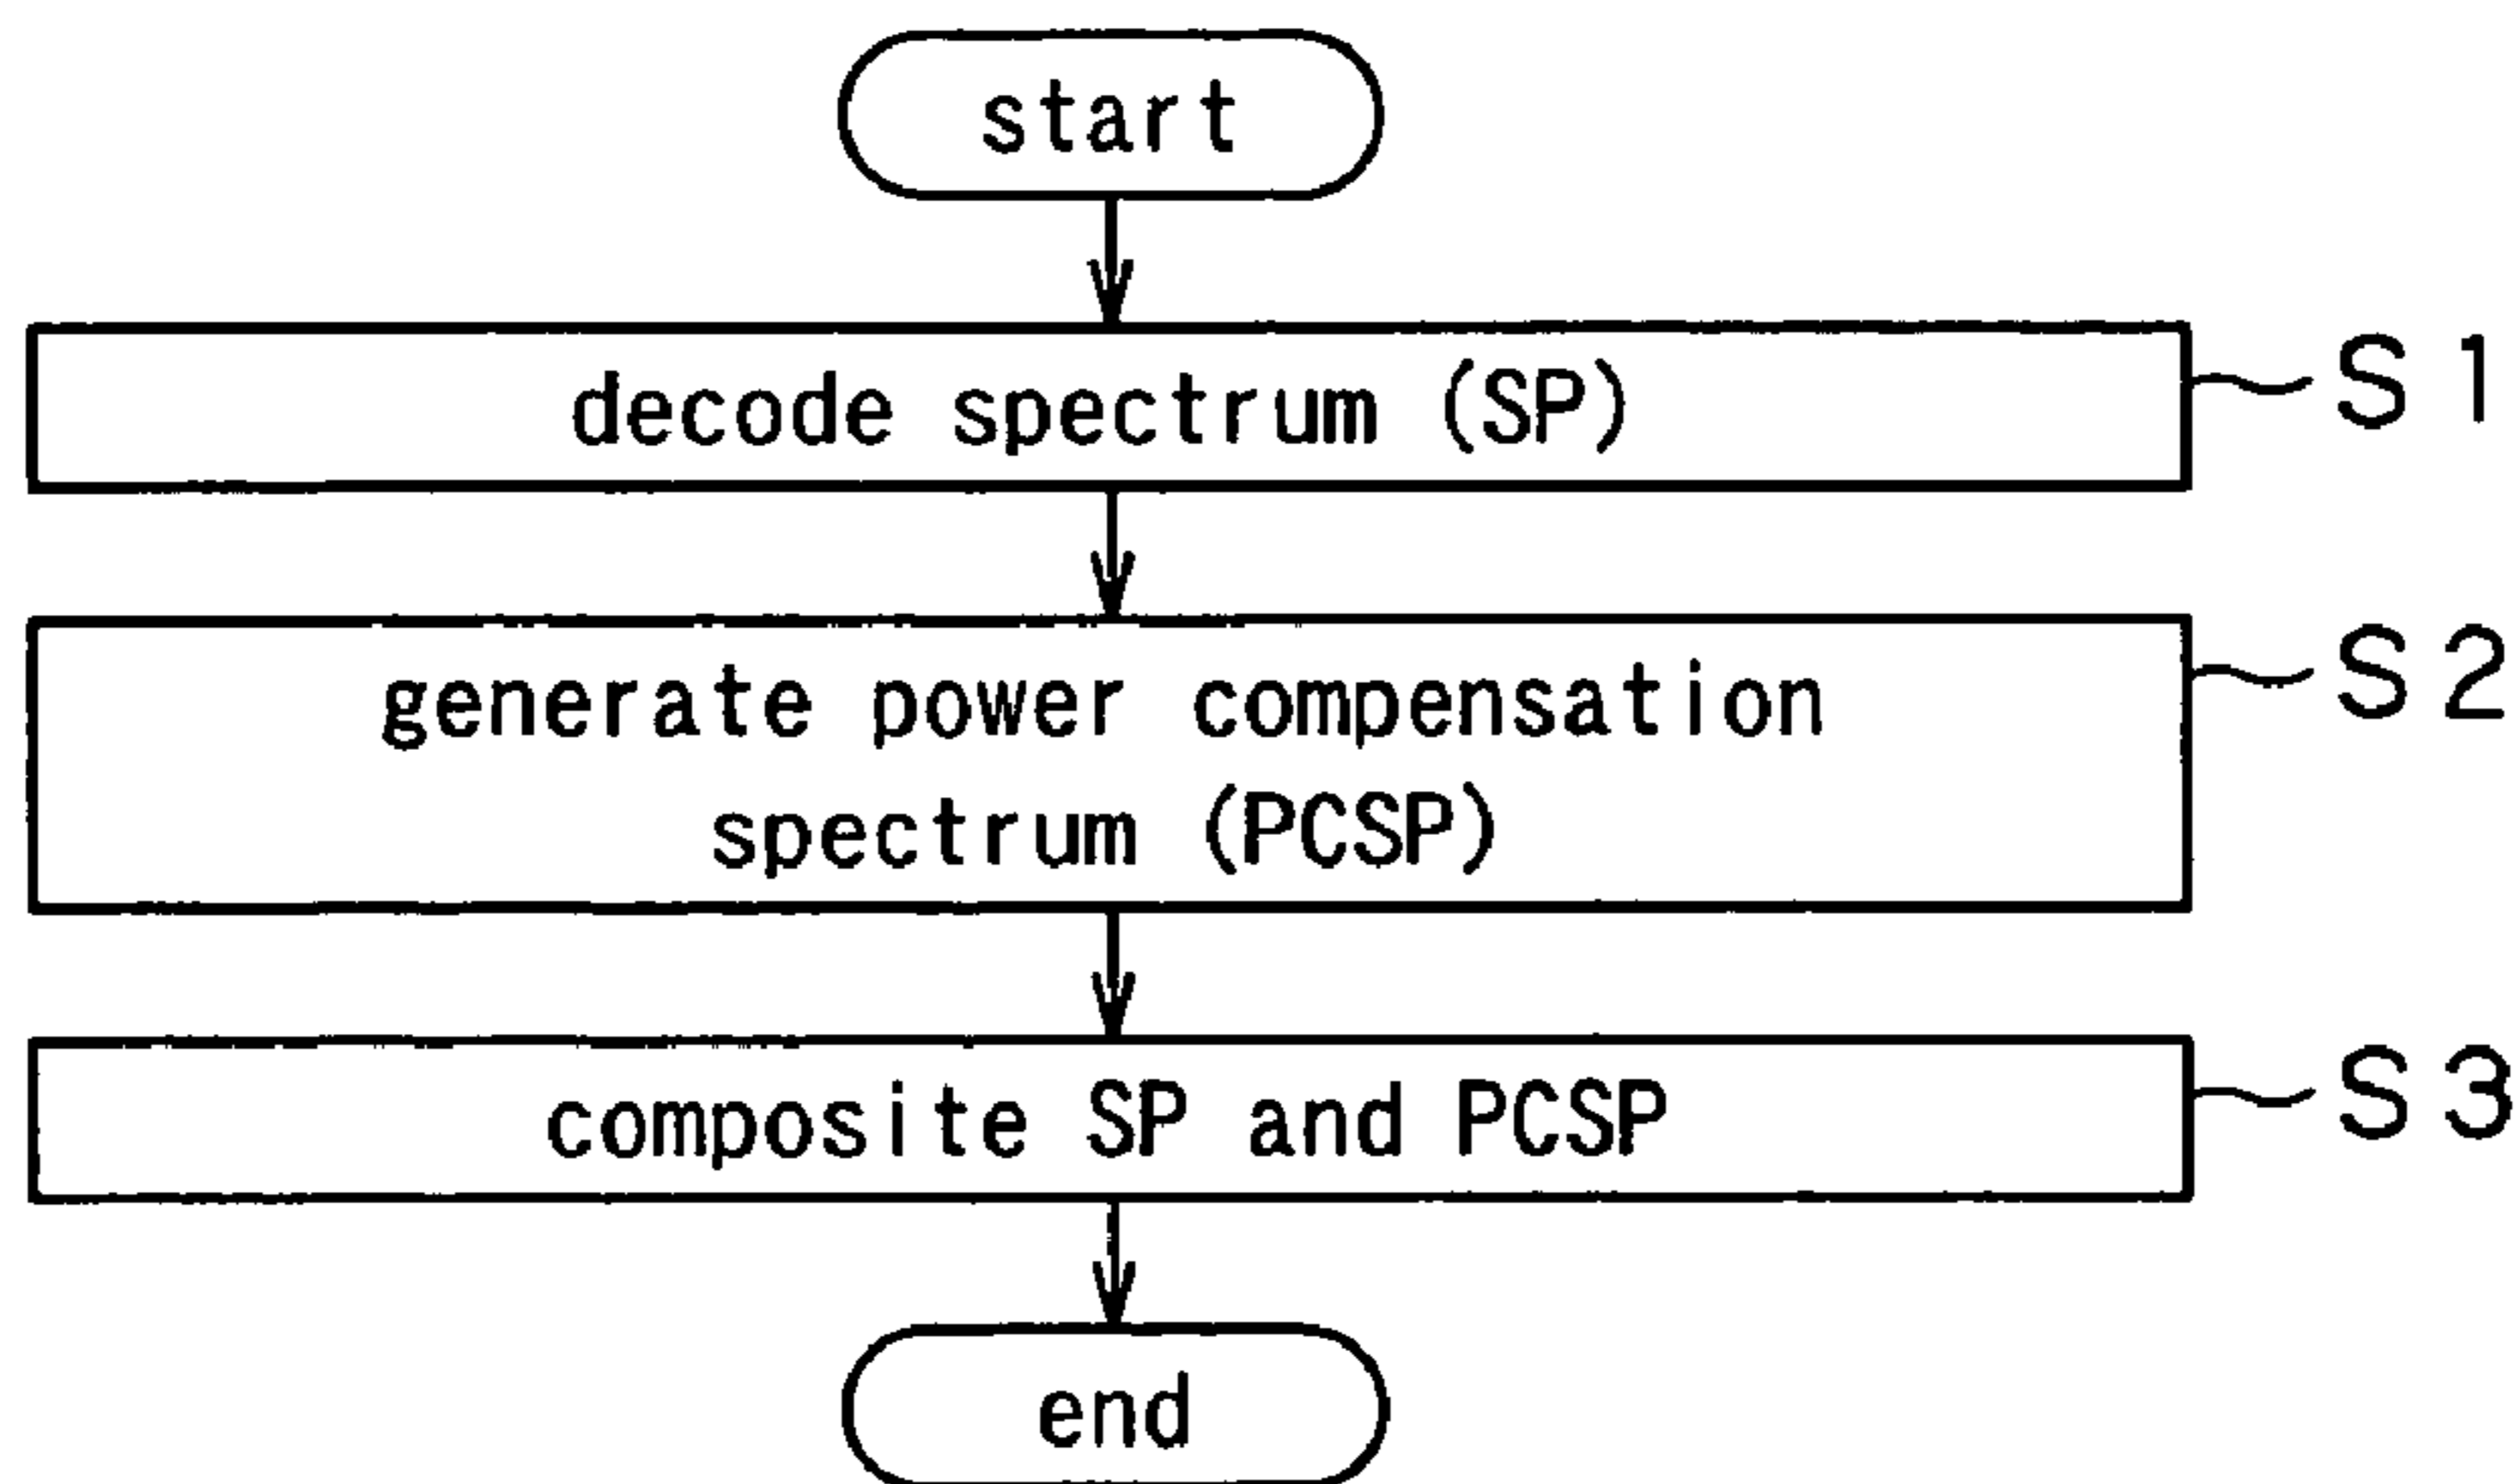 start
decode spectrum (SP)
S1
generate power compensation
spectrum (PCSP)
S2
composite SP and PCSP
S3
end